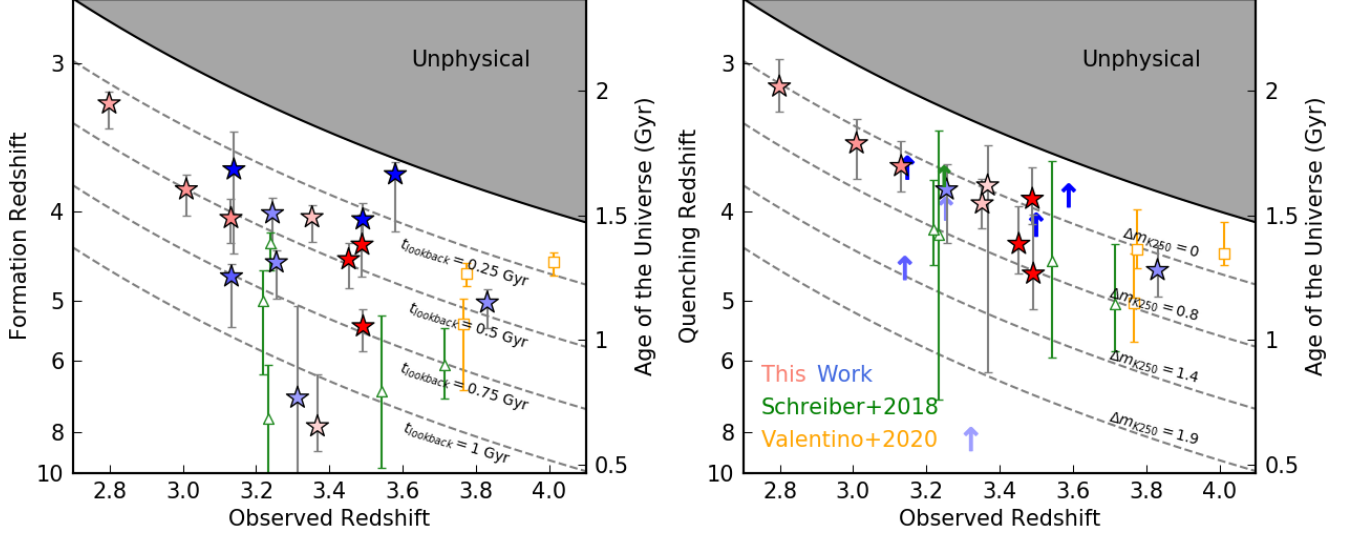 Unphysical
3
4
5
6
8
10
2
1.5
1
0.5
t_lookback = 0.25 Gyr
t_lookback = 0.5 Gyr
t_lookback = 0.75 Gyr
t_lookback = 1 Gyr
2.8 3.0 3.2 3.4 3.6 3.8 4.0
Observed Redshift
Formation Redshift
Age of the Universe (Gyr)
Unphysical
3
4
5
6
8
10
2
1.5
1
0.5
Δm_K250 = 0
Δm_K250 = 0.8
Δm_K250 = 1.4
Δm_K250 = 1.9
This Work
Schreiber+2018
Valentino+2020
2.8 3.0 3.2 3.4 3.6 3.8 4.0
Observed Redshift
Quenching Redshift
Age of the Universe (Gyr)